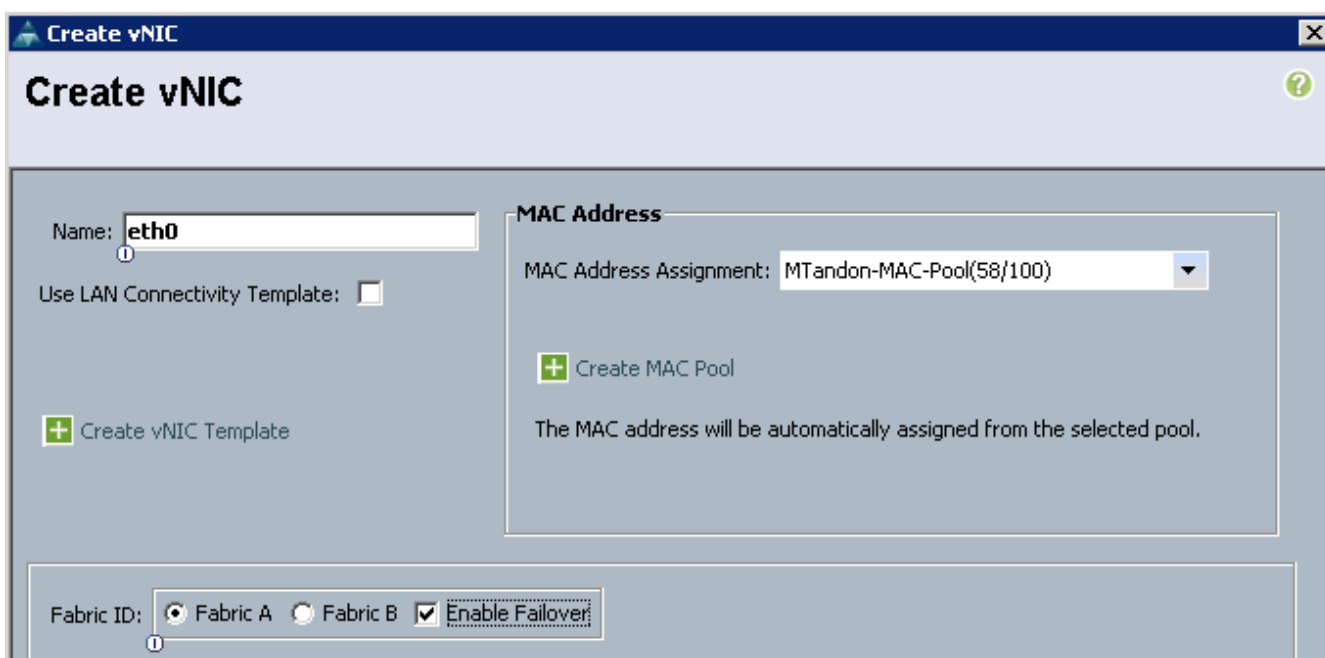 Create vNIC
Create vNIC
Name: eth0
Use LAN Connectivity Template:
Create vNIC Template
MAC Address
MAC Address Assignment: MTandon-MAC-Pool(58/100)
Create MAC Pool
The MAC address will be automatically assigned from the selected pool.
Fabric ID: Fabric A Fabric B Enable Failover